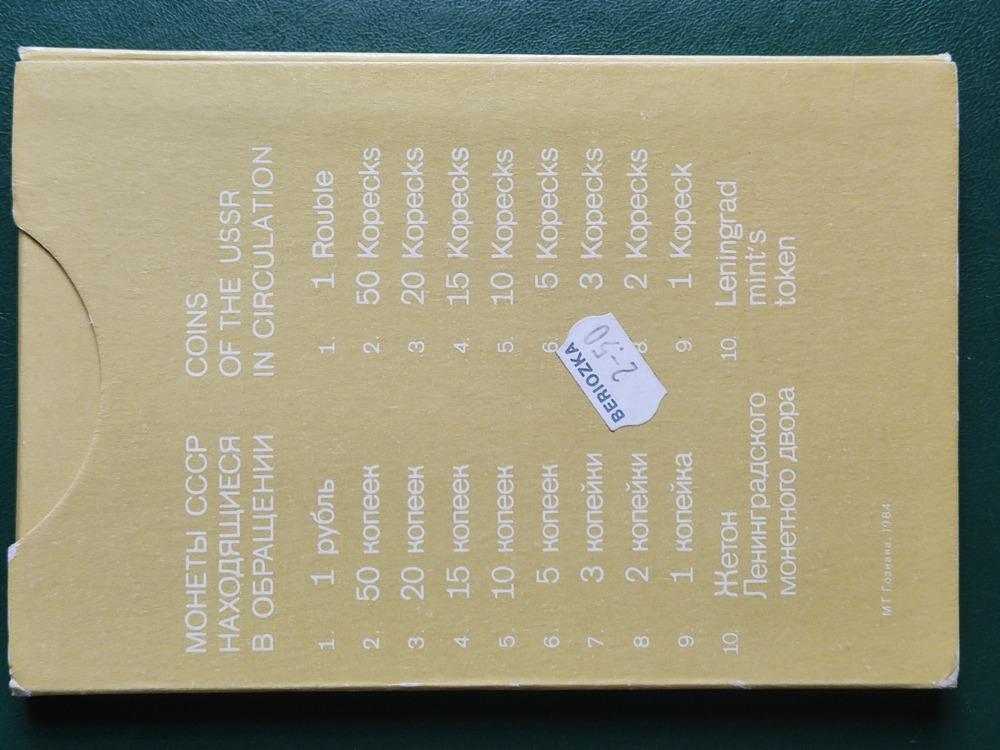 МОНЕТЫ СССР
НАХОДЯЩИЕСЯ
В ОБРАЩЕНИИ
1. 1 рубль
2. 50 копеек
3. 20 копеек
4. 15 копеек
5. 10 копеек
6. 5 копеек
7. 3 копейки
8. 2 копейки
9. 1 копейка
10. Жетон
Ленинградского
монетного двора
COINS
OF THE USSR
IN CIRCULATION
1. 1 Rouble
2. 50 Kopecks
3. 20 Kopecks
4. 15 Kopecks
5. 10 Kopecks
6. 5 Kopecks
3 Kopecks
8. 2 Kopecks
9. 1 Kopeck
10. Leningrad
mint's
token
BERIOZKA
2-50
МТ Гознака. 1984